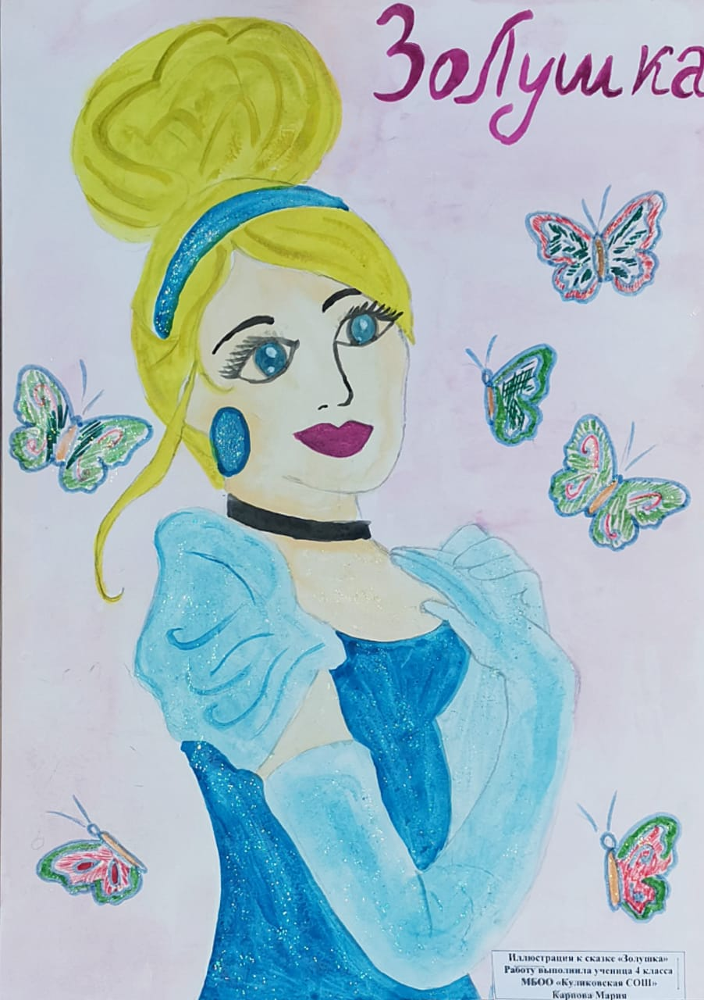 Золушка
Иллюстрация к сказке «Золушка»
Работу выполнила ученица 4 класса
МБОО «Куликовская СОШ»
Карпова Мария